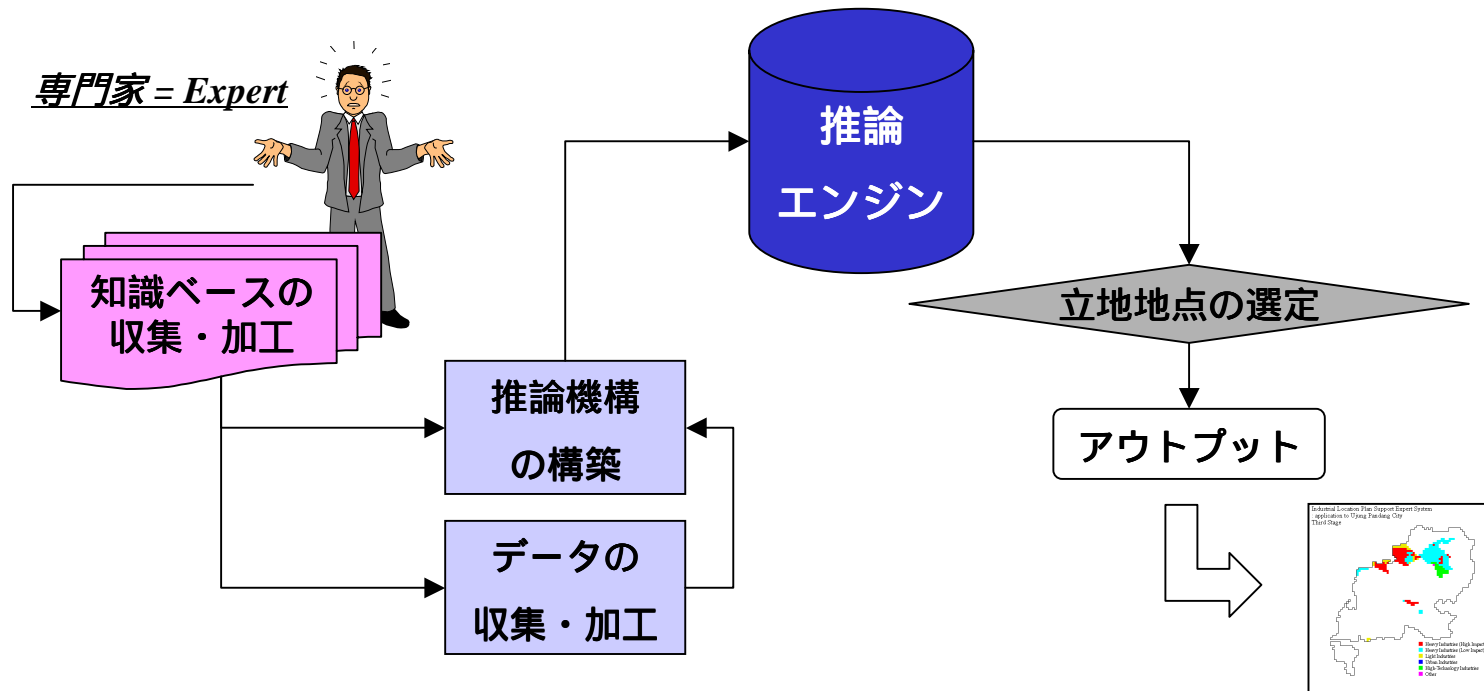 専門家 = Expert
知識ベースの
収集・加工
推論機構
の構築
データの
収集・加工
推論
エンジン
立地地点の選定
アウトプット
Industrial Location Plan Support Expert System
application to Ujung Pandang City
Third Stage
Heavy Industries (High Impact)
Heavy Industries (Low Impact)
Light Industries
Urban Industries
High-Technology Industries
Other